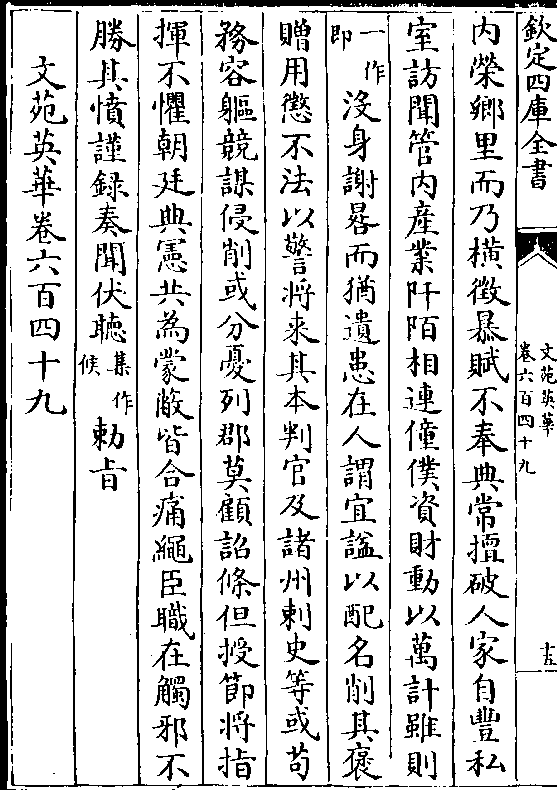 欽定四庫全書
文苑英華
卷六百四十九
十五
內榮鄉里而乃橫徵暴賦不奉典常擅破人家自豐私
室訪聞管內産業阡陌相連僮僕資財動以萬計雖則
一作即没身謝晷而猶遺患在人謂宜諡以配名削其褒
贈用懲不法以警將來其本判官及諸州刺史等或苟
務容軀競謀侵削或分憂列郡莫顧詔條但授節將指
揮不懼朝廷典憲共為蒙蔽皆合痛繩臣職在觸邪不
勝其憤謹録奏聞伏聽集作候勅㫖
文苑英華卷六百四十九